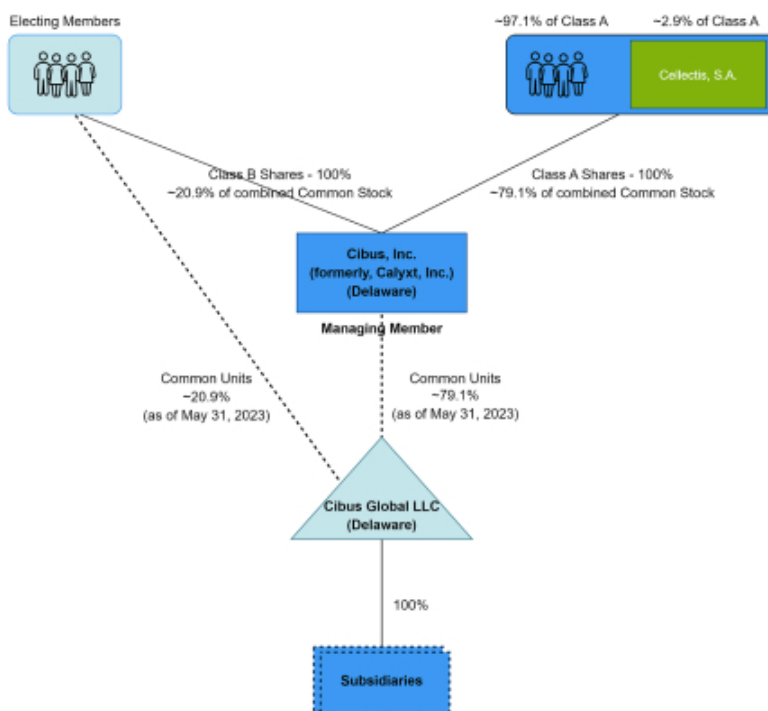 Electing Members
~97.1% of Class A
~2.9% of Class A
Cellectis, S.A.
Class B Shares - 100%
~20.9% of combined Common Stock
Class A Shares - 100%
~79.1% of combined Common Stock
Cibus, Inc.
(formerly, Calyxt, Inc.)
(Delaware)
Managing Member
Common Units
~20.9%
(as of May 31, 2023)
Common Units
~79.1%
(as of May 31, 2023)
Cibus Global LLC
(Delaware)
100%
Subsidiaries